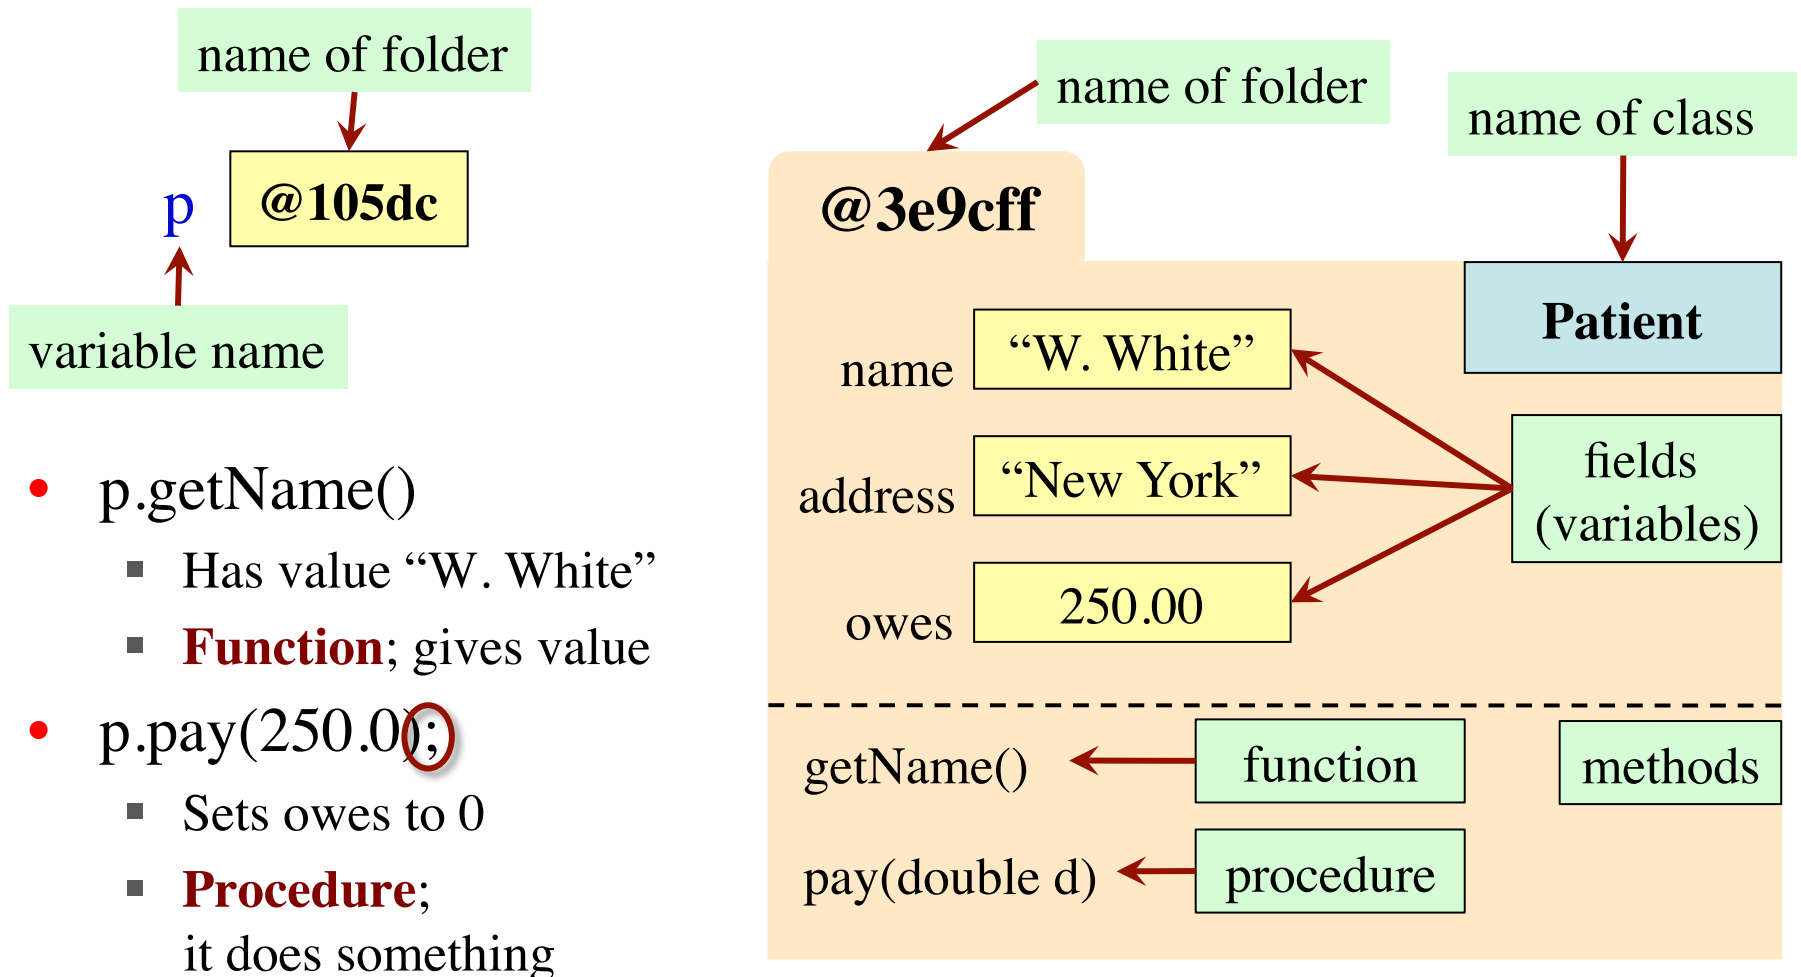 name of folder
@105dc
p
variable name
• p.getName()
▪ Has value “W. White”
▪ Function; gives value
• p.pay(250.0);
▪ Sets owes to 0
▪ Procedure;
it does something
name of folder
name of class
@3e9cff
Patient
name “W. White”
address “New York”
owes 250.00
fields
(variables)
getName() function methods
pay(double d) procedure